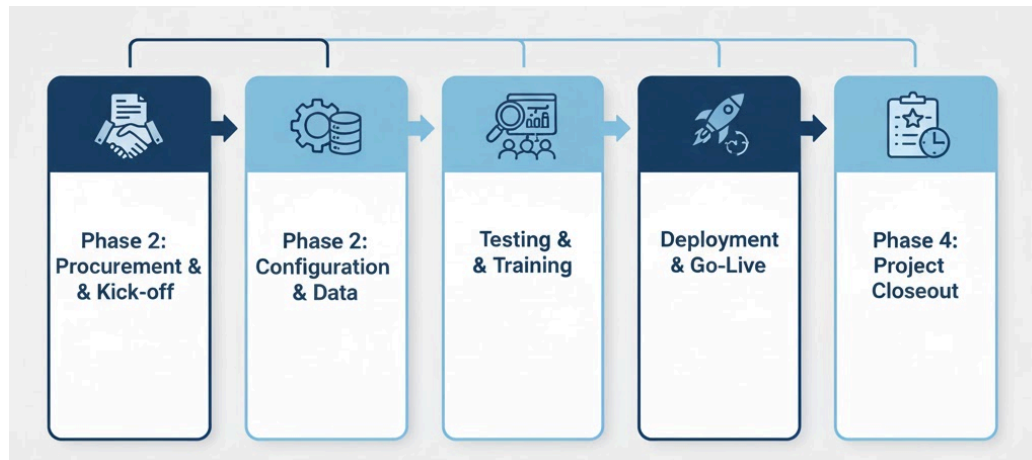 Phase 2:
Procurement &
& Kick-off
Phase 2:
Configuration
& Data
Testing &
& Training
Deployment
& Go-Live
Phase 4:
Project
Closeout